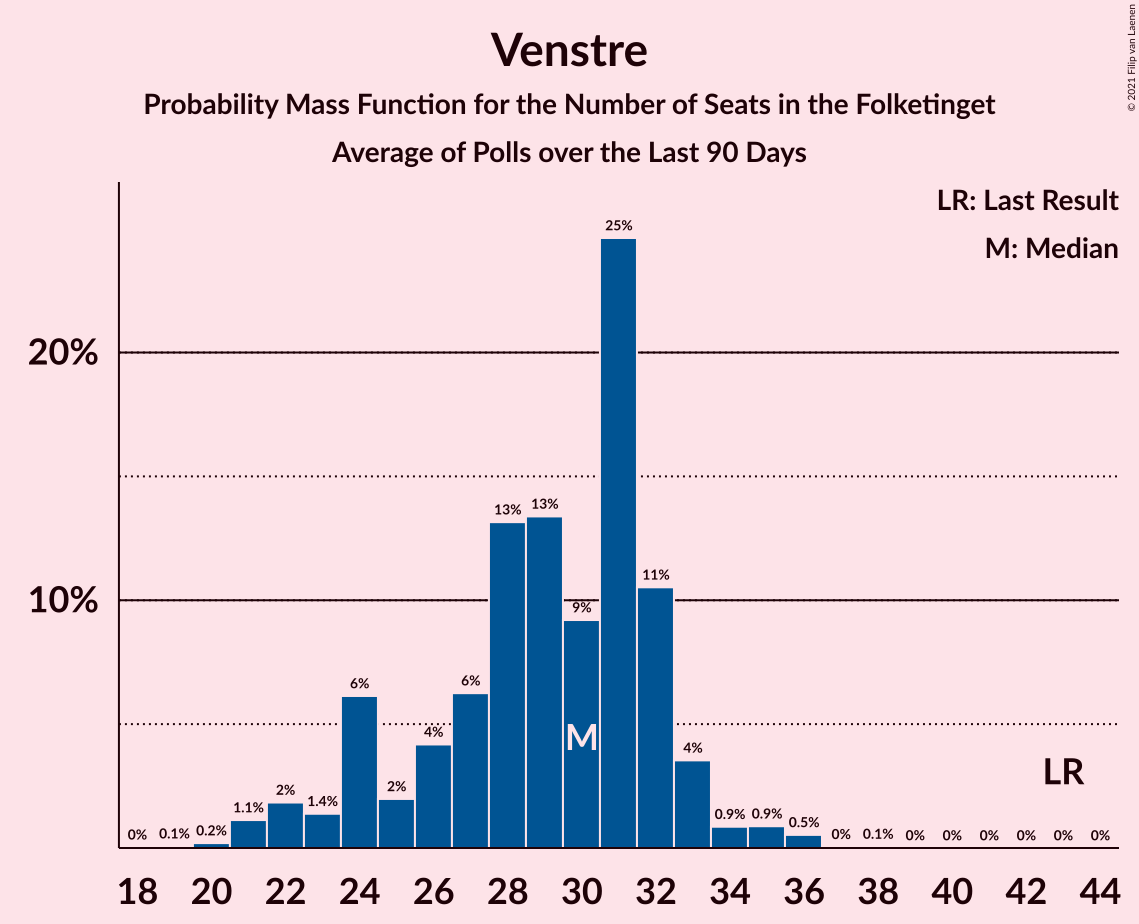 Venstre
Probability Mass Function for the Number of Seats in the Folketinget
Average of Polls over the Last 90 Days
© 2021 Filip van Laenen
LR: Last Result
M: Median
20%
10%
0% 0.1% 0.2% 1.1% 2% 1.4% 6% 2% 4% 6% 13% 13% 9% 25% 11% 4% 0.9% 0.9% 0.5% 0% 0.1% 0% 0% 0% 0% 0% 0%
M
LR
18 20 22 24 26 28 30 32 34 36 38 40 42 44